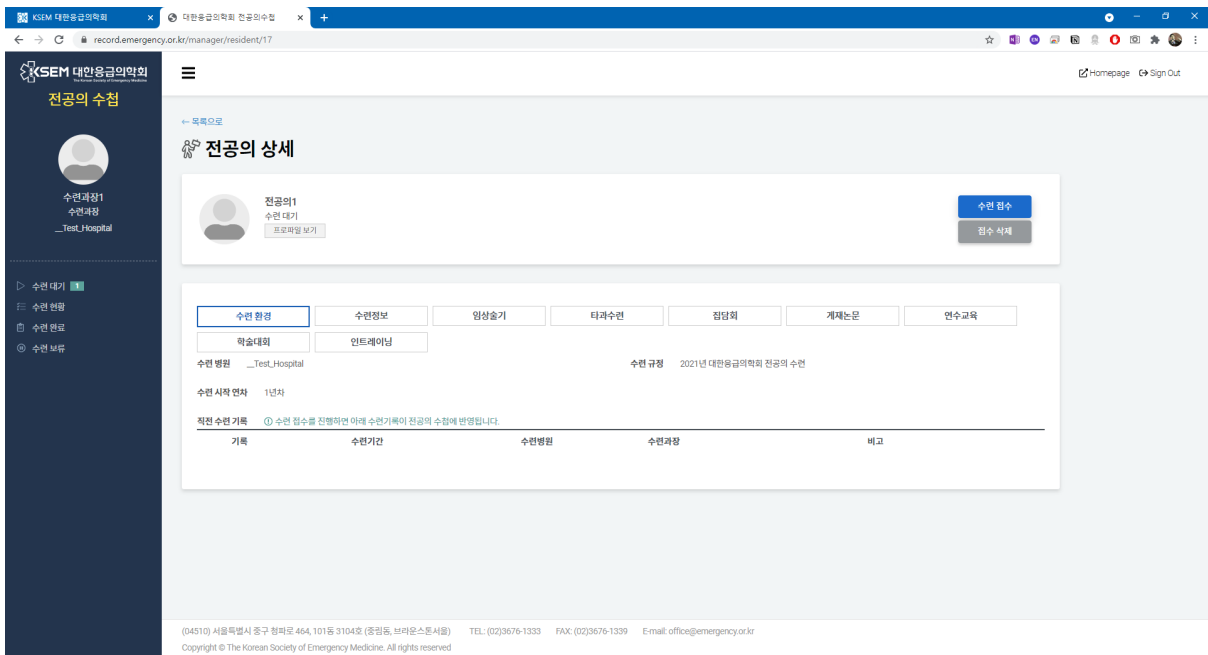 KSEM 대한응급의학회
대한응급의학회 전공의수첩
record.emergency.or.kr/manager/resident/17
KSEM 대한응급의학회
The Korean Society of Emergency Medicine
전공의 수첩
수련과장1
수련과장
__Test_Hospital
수련 대기 1
수련 현황
수련 완료
수련 보류
Homepage Sign Out
← 목록으로
전공의 상세
전공의1
수련 대기
프로파일 보기
수련 접수
접수 삭제
수련 환경 수련정보 임상술기 타과수련 집담회 게재논문 연수교육
학술대회 인트레이닝
수련 병원 __Test_Hospital 수련 규정 2021년 대한응급의학회 전공의 수련
수련 시작 연차 1년차
직전 수련 기록 수련 접수를 진행하면 아래 수련기록이 전공의 수첩에 반영됩니다.
기록 수련기간 수련병원 수련과장 비고
(04510) 서울특별시 중구 청파로 464, 101동 3104호 (중림동, 브라운스톤서울) TEL: (02)3676-1333 FAX: (02)3676-1339 E-mail: office@emergency.or.kr
Copyright © The Korean Society of Emergency Medicine. All rights reserved